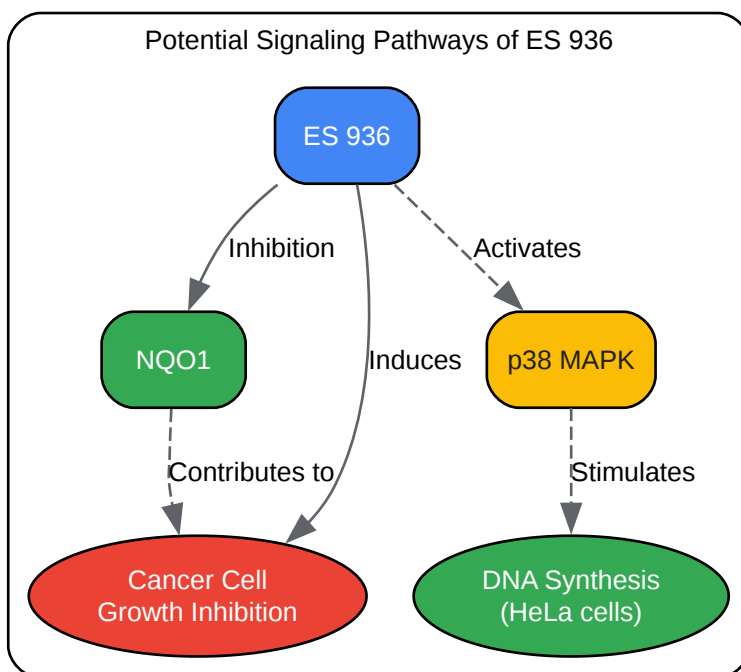 Potential Signaling Pathways of ES 936
ES 936
Inhibition
Activates
NQO1
Induces
p38 MAPK
Contributes to
Stimulates
Cancer Cell
Growth Inhibition
DNA Synthesis
(HeLa cells)